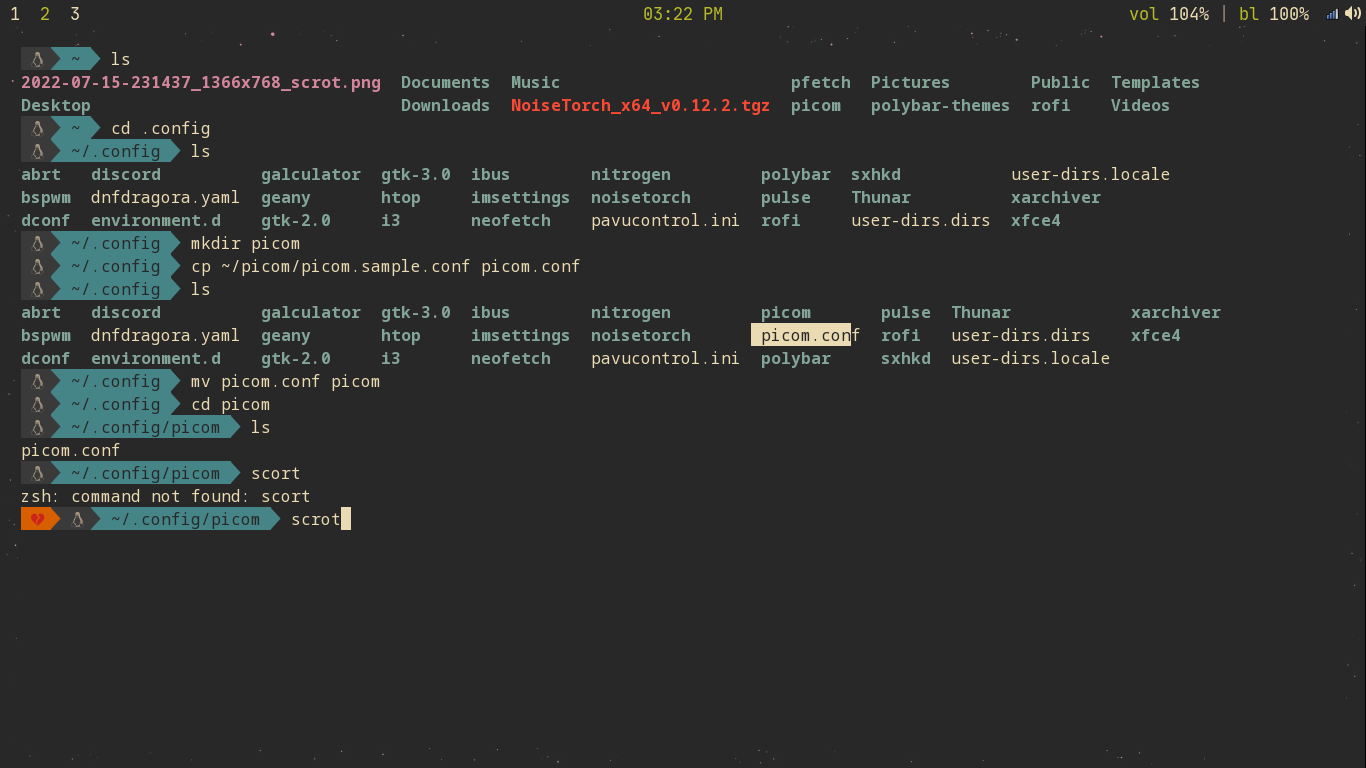 1 2 3 03:22 PM vol 104% | bl 100%
~ ls
2022-07-15-231437_1366x768_scrot.png Documents Music pfetch Pictures Public Templates
Desktop Downloads NoiseTorch_x64_v0.12.2.tgz picom polybar-themes rofi Videos
~ cd .config
~/.config ls
abrt discord galculator gtk-3.0 ibus nitrogen polybar sxhkd user-dirs.locale
bspwm dnfdragora.yaml geany htop imsettings noisetorch pulse Thunar xarchiver
dconf environment.d gtk-2.0 i3 neofetch pavucontrol.ini rofi user-dirs.dirs xfce4
~/.config mkdir picom
~/.config cp ~/picom/picom.sample.conf picom.conf
~/.config ls
abrt discord galculator gtk-3.0 ibus nitrogen picom pulse Thunar xarchiver
bspwm dnfdragora.yaml geany htop imsettings noisetorch picom.conf rofi user-dirs.dirs xfce4
dconf environment.d gtk-2.0 i3 neofetch pavucontrol.ini polybar sxhkd user-dirs.locale
~/.config mv picom.conf picom
~/.config cd picom
~/.config/picom ls
picom.conf
~/.config/picom scort
zsh: command not found: scort
~/.config/picom scrot